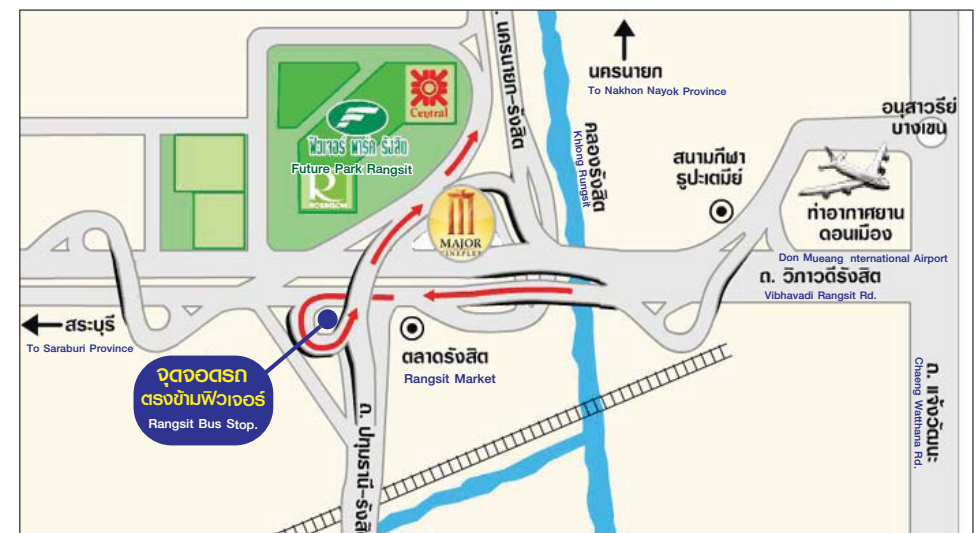 ถ. นครนายก-รังสิต
นครนายก
To Nakhon Nayok Province
คลองรังสิต
Khlong Rungsit
อนุสาวรีย์
บางเขน
สนามกีฬา
ธูปะเตมีย์
ท่าอากาศยาน
ดอนเมือง
Don Mueang nternational Airport
ถ. วิภาวดีรังสิต
Vibhavadi Rangsit Rd.
Central
ฟิวเจอร์ พาร์ค รังสิต
Future Park Rangsit
R
ROBINSON
MAJOR
CINEPLEX
สระบุรี
To Saraburi Province
จุดจอดรถ
ตรงข้ามฟิวเจอร์
Rangsit Bus Stop.
ตลาดรังสิต
Rangsit Market
ถ. ปทุมธานี-รังสิ
ถ. แจ้งวัฒนะ
Chaeng Watthana Rd.